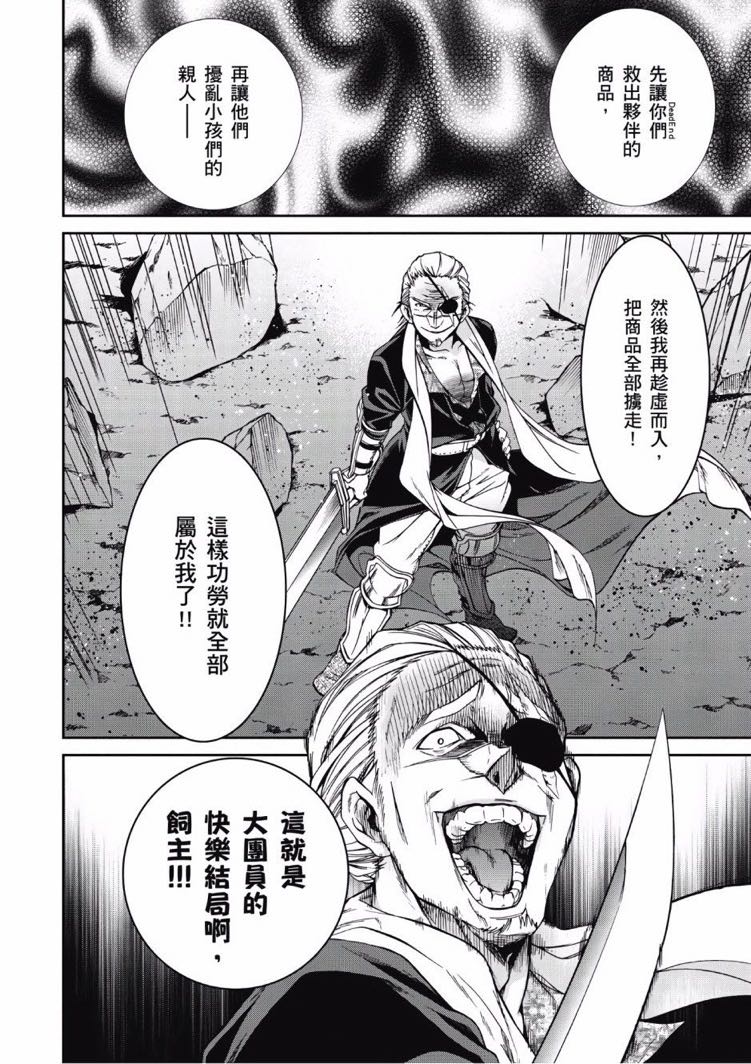 先讓你們
DeadEnd
救出夥伴的
商品，
再讓他們
擾亂小孩們的
親人──
然後我再趁虛而入，
把商品全部擄走！
這樣功勞就全部
屬於我了!!
這就是
大團員的
快樂結局啊，
飼主!!!